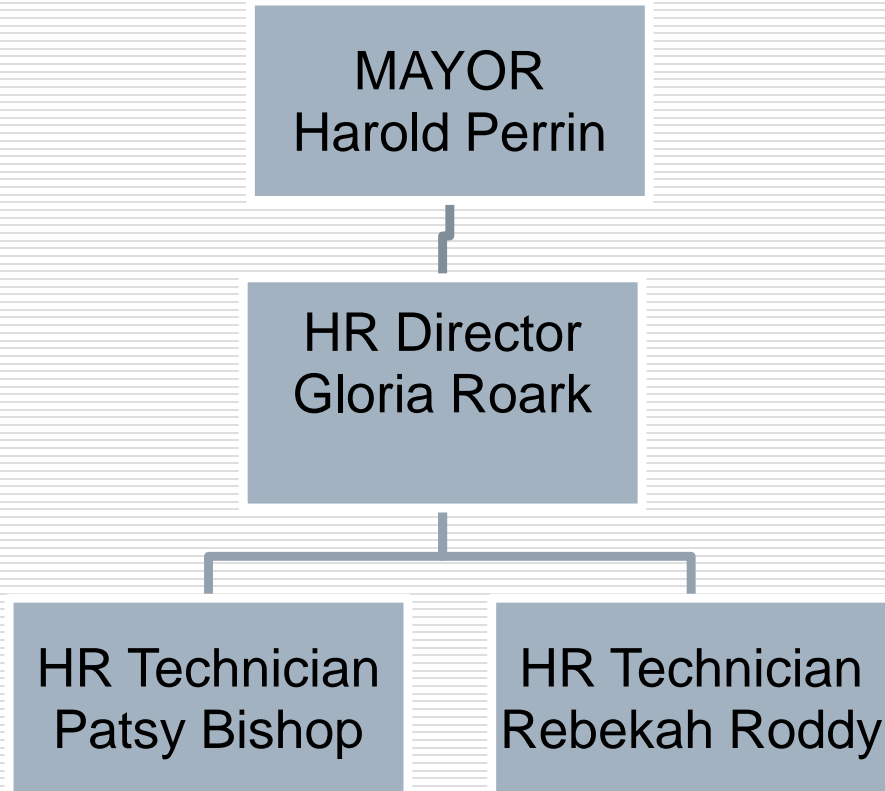 MAYOR
Harold Perrin
HR Director
Gloria Roark
HR Technician
Patsy Bishop
HR Technician
Rebekah Roddy